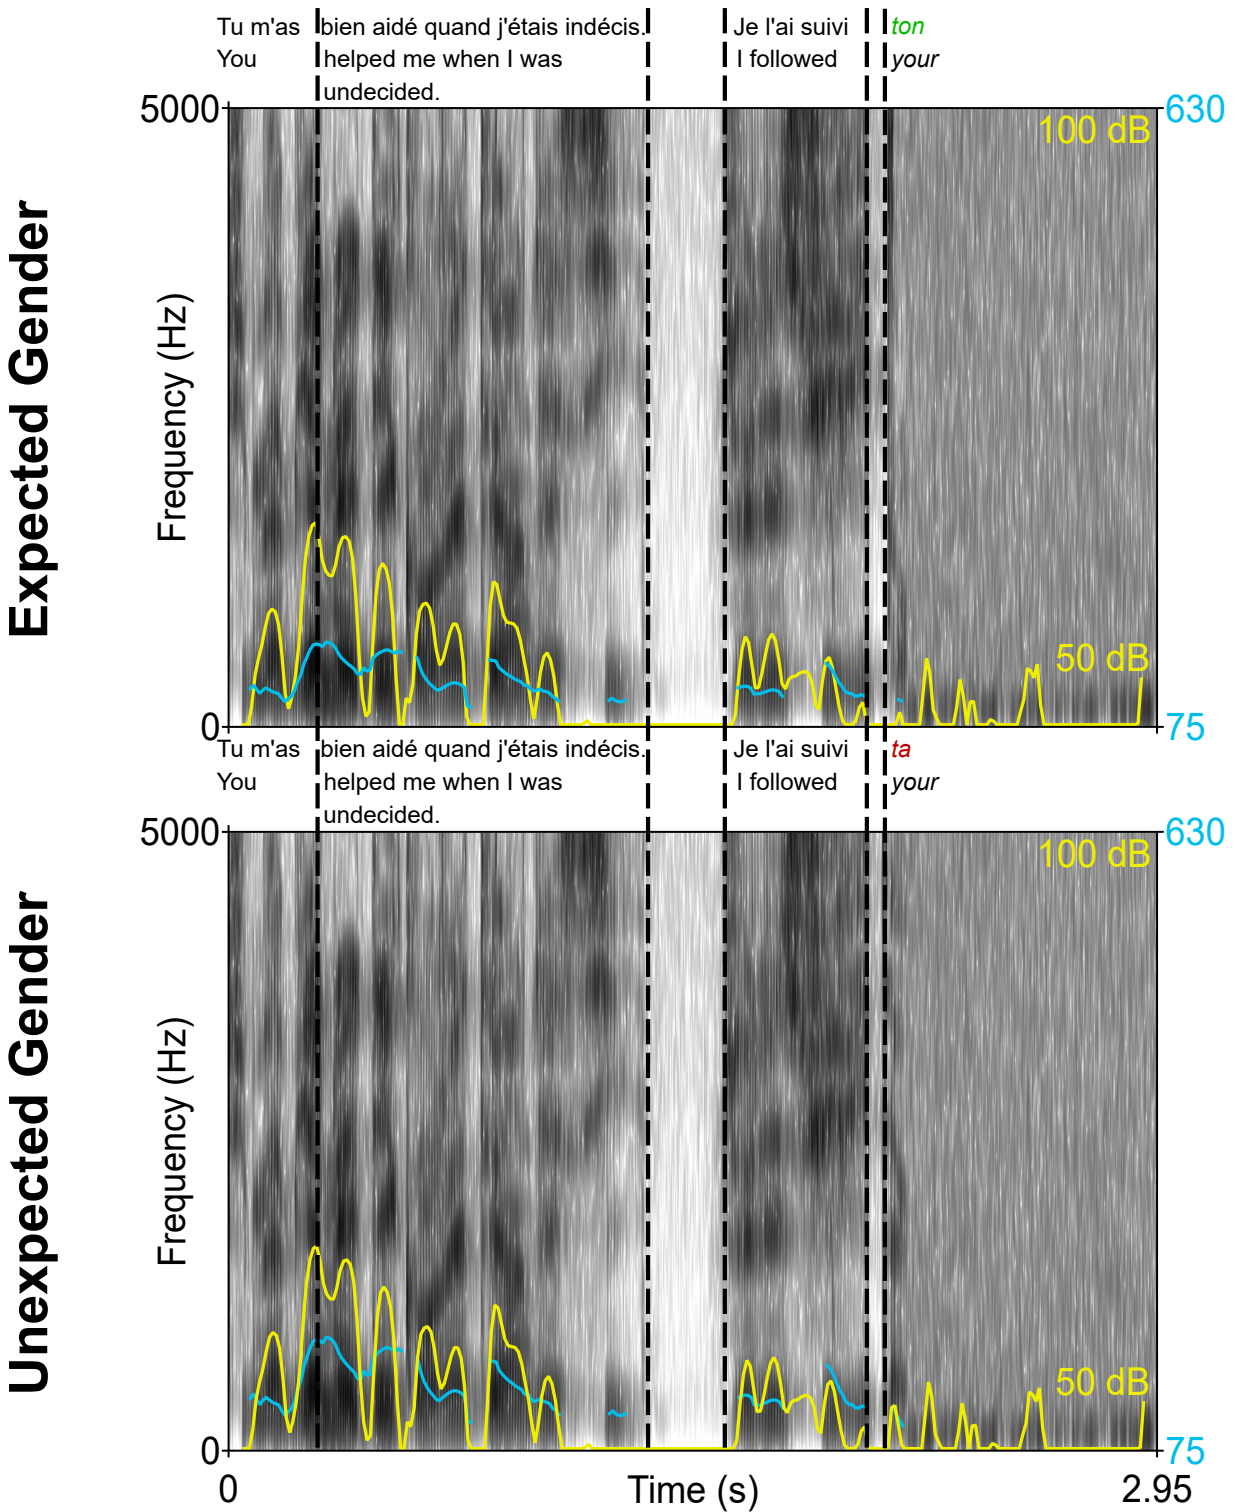 Tu m'as bien aidé quand j'étais indécis. Je l'ai suivi ton
You helped me when I was I followed your
undecided.
5000 630
100 dB
Expected Gender
Frequency (Hz)
50 dB
0 75
Tu m'as bien aidé quand j'étais indécis. Je l'ai suivi ta
You helped me when I was I followed your
undecided.
5000 630
100 dB
Unexpected Gender
Frequency (Hz)
50 dB
0 75
0 Time (s) 2.95